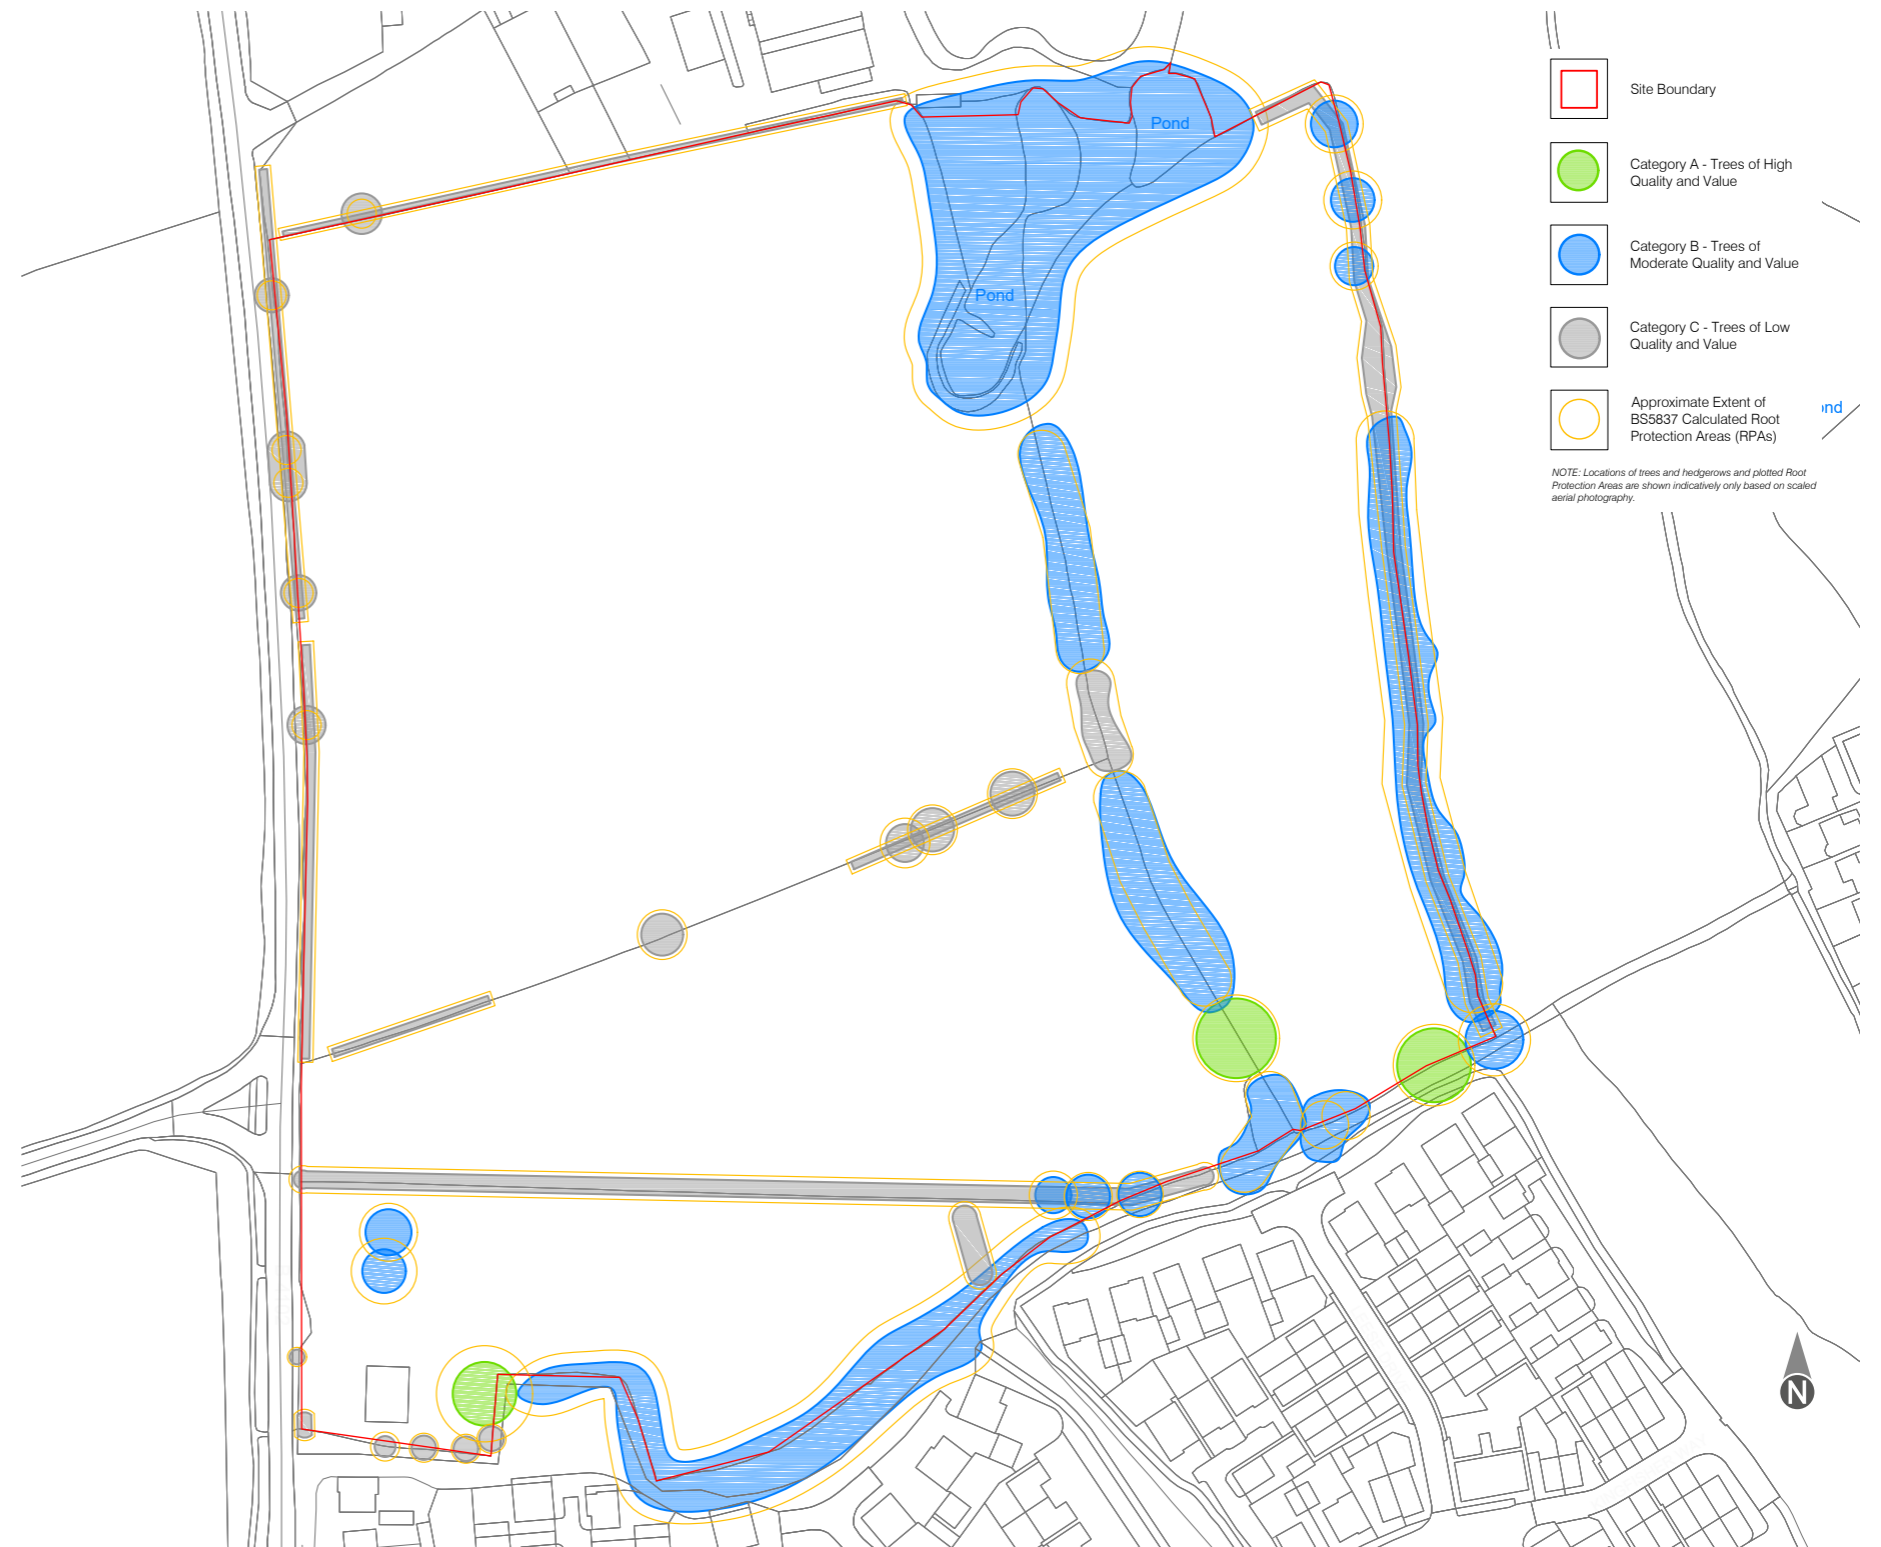 Pond
Pond
Site Boundary
Category A - Trees of High
Quality and Value
Category B - Trees of
Moderate Quality and Value
Category C - Trees of Low
Quality and Value
Approximate Extent of
BS5837 Calculated Root
Protection Areas (RPAs)
ond
NOTE: Locations of trees and hedgerows and plotted Root
Protection Areas are shown indicatively only based on scaled
aerial photography.
N